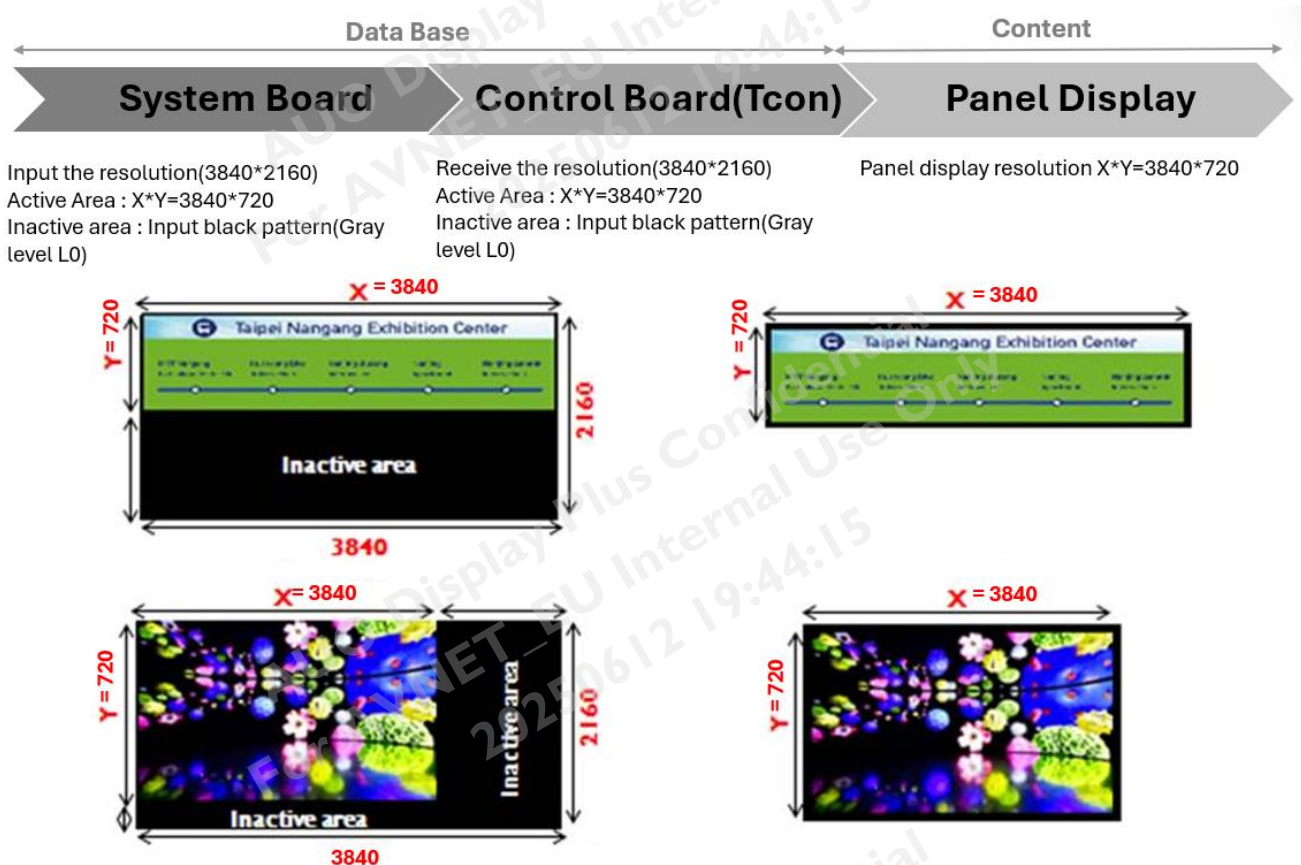 Data Base
Content
System Board
Control Board(Tcon)
Panel Display
Input the resolution(3840*2160)
Active Area : X*Y=3840*720
Inactive area : Input black pattern(Gray
level L0)
Receive the resolution(3840*2160)
Active Area : X*Y=3840*720
Inactive area : Input black pattern(Gray
level L0)
Panel display resolution X*Y=3840*720
X = 3840
Y = 720
Taipei Nangang Exhibition Center
2160
Inactive area
3840
X = 3840
Y = 720
Taipei Nangang Exhibition Center
X= 3840
Y = 720
Inactive area
2160
Inactive area
3840
X = 3840
Y = 720
AUO Display Plus Confidential
For AVNET_EU Internal Use Only
20250612 19:44:15